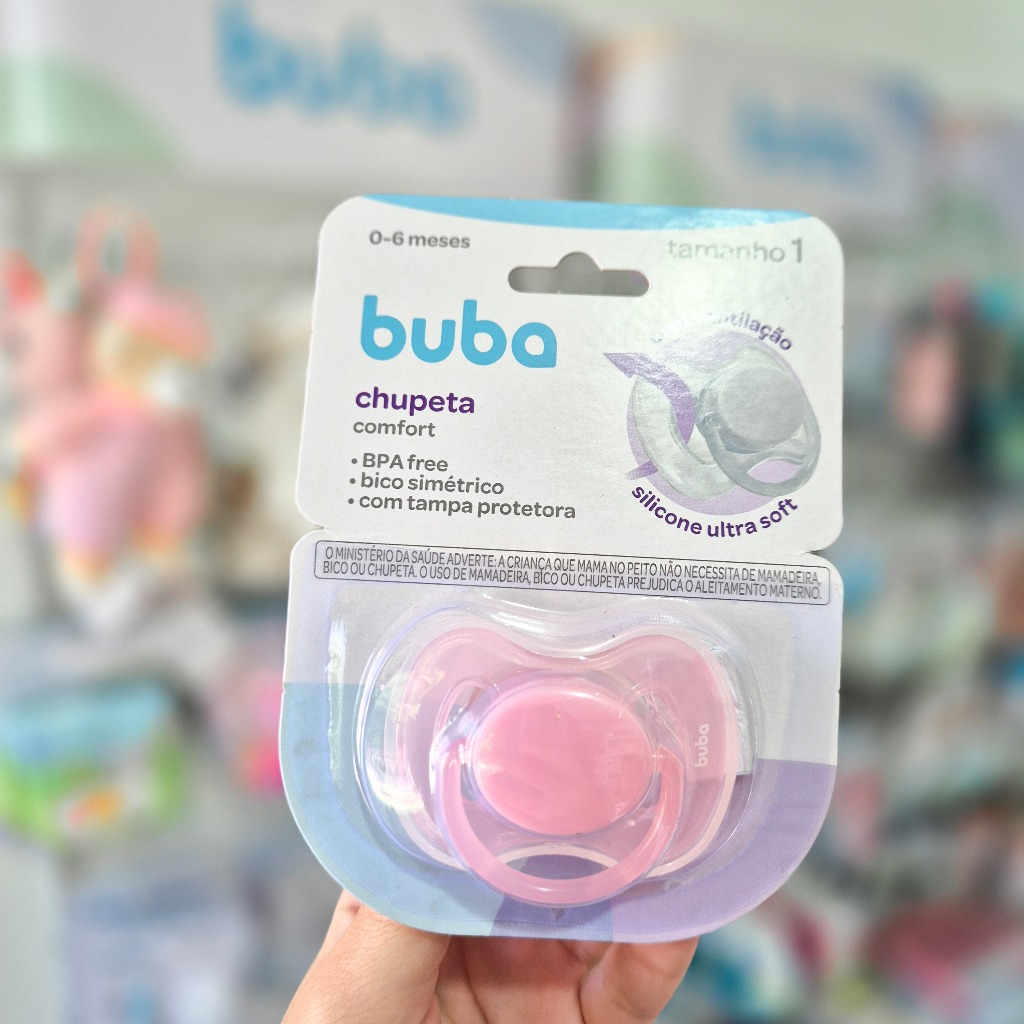 buba
0-6 meses
tamanho 1
buba
chupeta
comfort
• BPA free
• bico simétrico
• com tampa protetora
silicone ultra soft
O MINISTÉRIO DA SAÚDE ADVERTE: A CRIANÇA QUE MAMA NO PEITO NÃO NECESSITA DE MAMADEIRA,
BICO OU CHUPETA. O USO DE MAMADEIRA, BICO OU CHUPETA PREJUDICA O ALEITAMENTO MATERNO.
buba